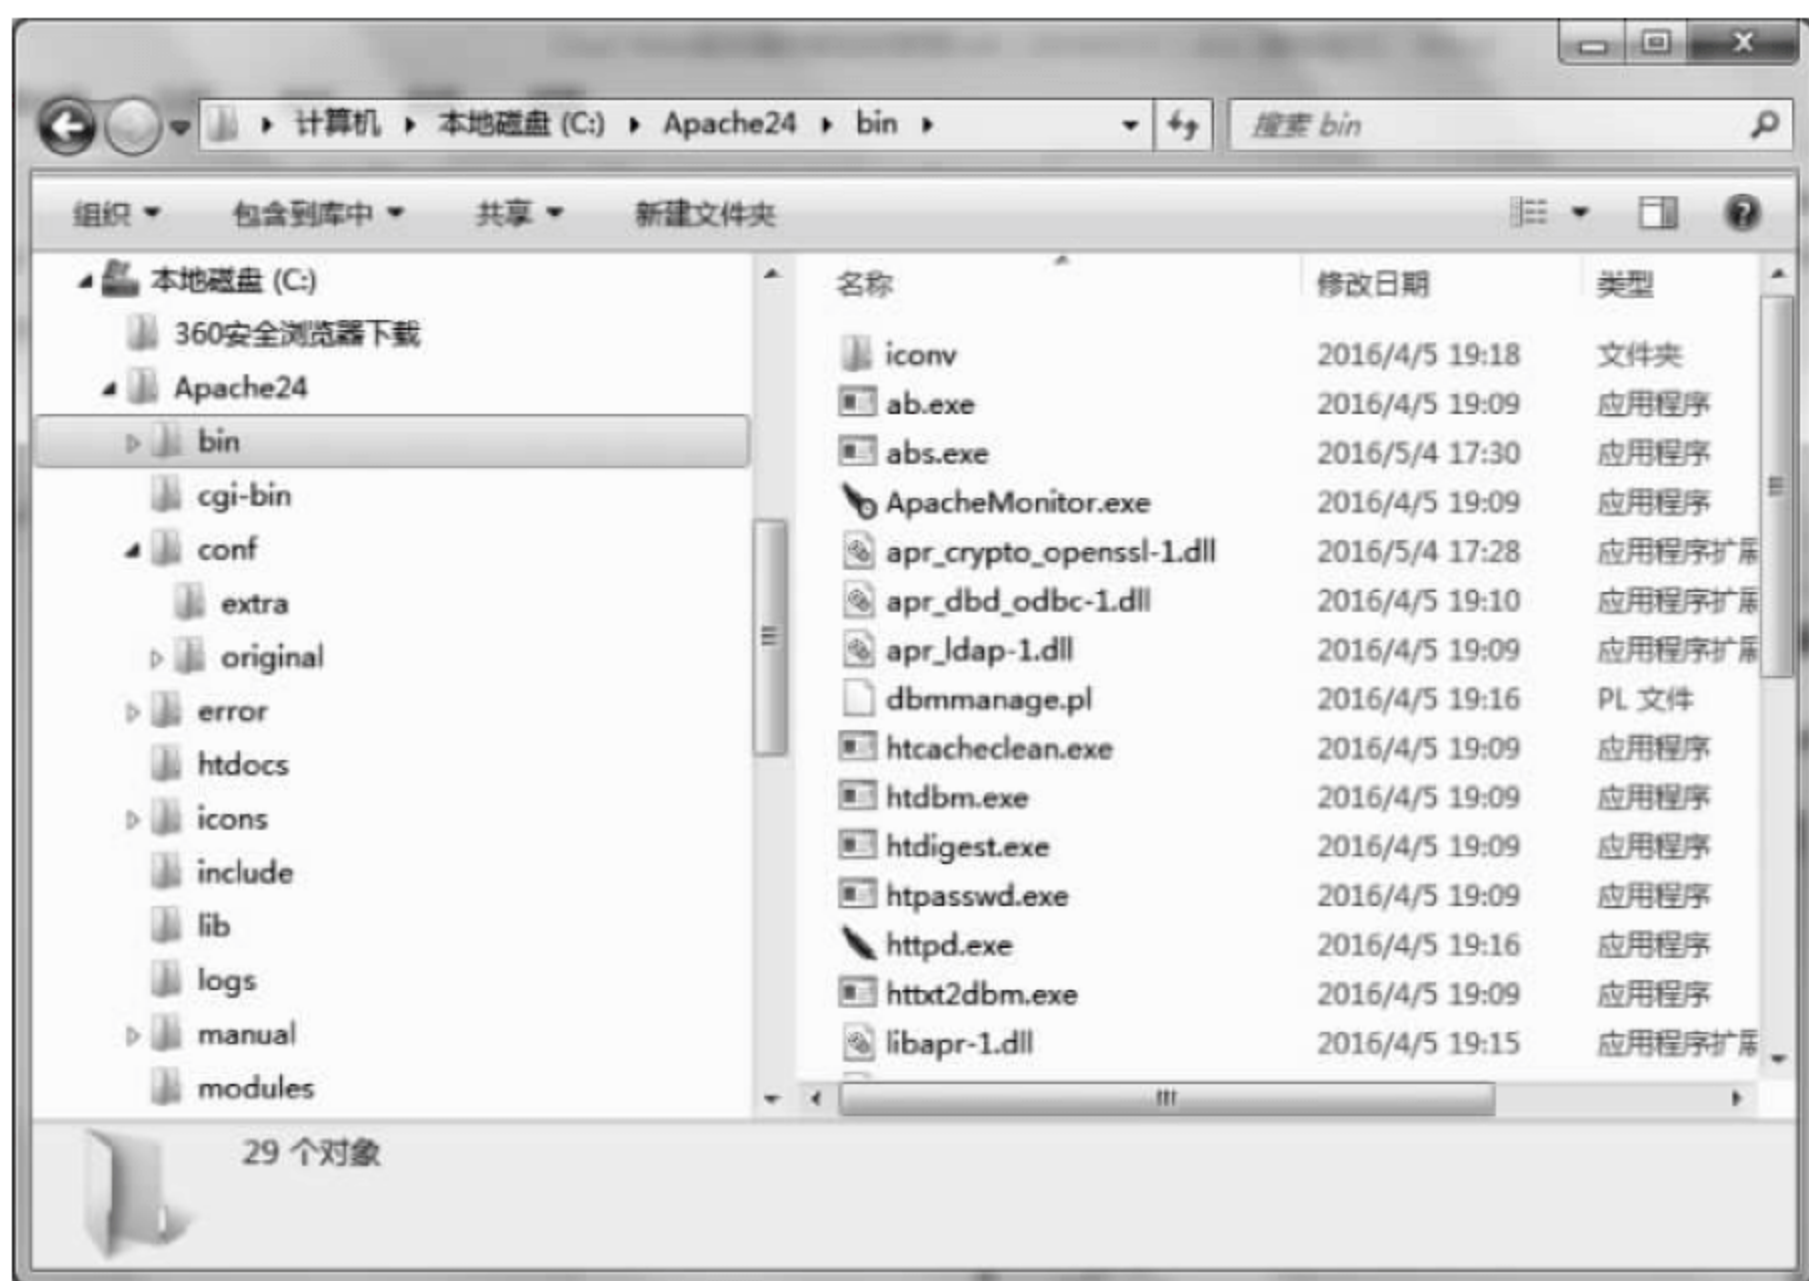 计算机 本地磁盘 (C:) Apache24 bin
搜索 bin
组织 包含到库中 共享 新建文件夹
本地磁盘 (C:)
360安全浏览器下载
Apache24
bin
cgi-bin
conf
extra
original
error
htdocs
icons
include
lib
logs
manual
modules
名称 修改日期 类型
iconv 2016/4/5 19:18 文件夹
ab.exe 2016/4/5 19:09 应用程序
abs.exe 2016/5/4 17:30 应用程序
ApacheMonitor.exe 2016/4/5 19:09 应用程序
apr_crypto_openssl-1.dll 2016/5/4 17:28 应用程序扩展
apr_dbd_odbc-1.dll 2016/4/5 19:10 应用程序扩展
apr_ldap-1.dll 2016/4/5 19:09 应用程序扩展
dbmmanage.pl 2016/4/5 19:16 PL 文件
htcacheclean.exe 2016/4/5 19:09 应用程序
htdbm.exe 2016/4/5 19:09 应用程序
htdigest.exe 2016/4/5 19:09 应用程序
htpasswd.exe 2016/4/5 19:09 应用程序
httpd.exe 2016/4/5 19:16 应用程序
httxt2dbm.exe 2016/4/5 19:09 应用程序
libapr-1.dll 2016/4/5 19:15 应用程序扩展
29 个对象